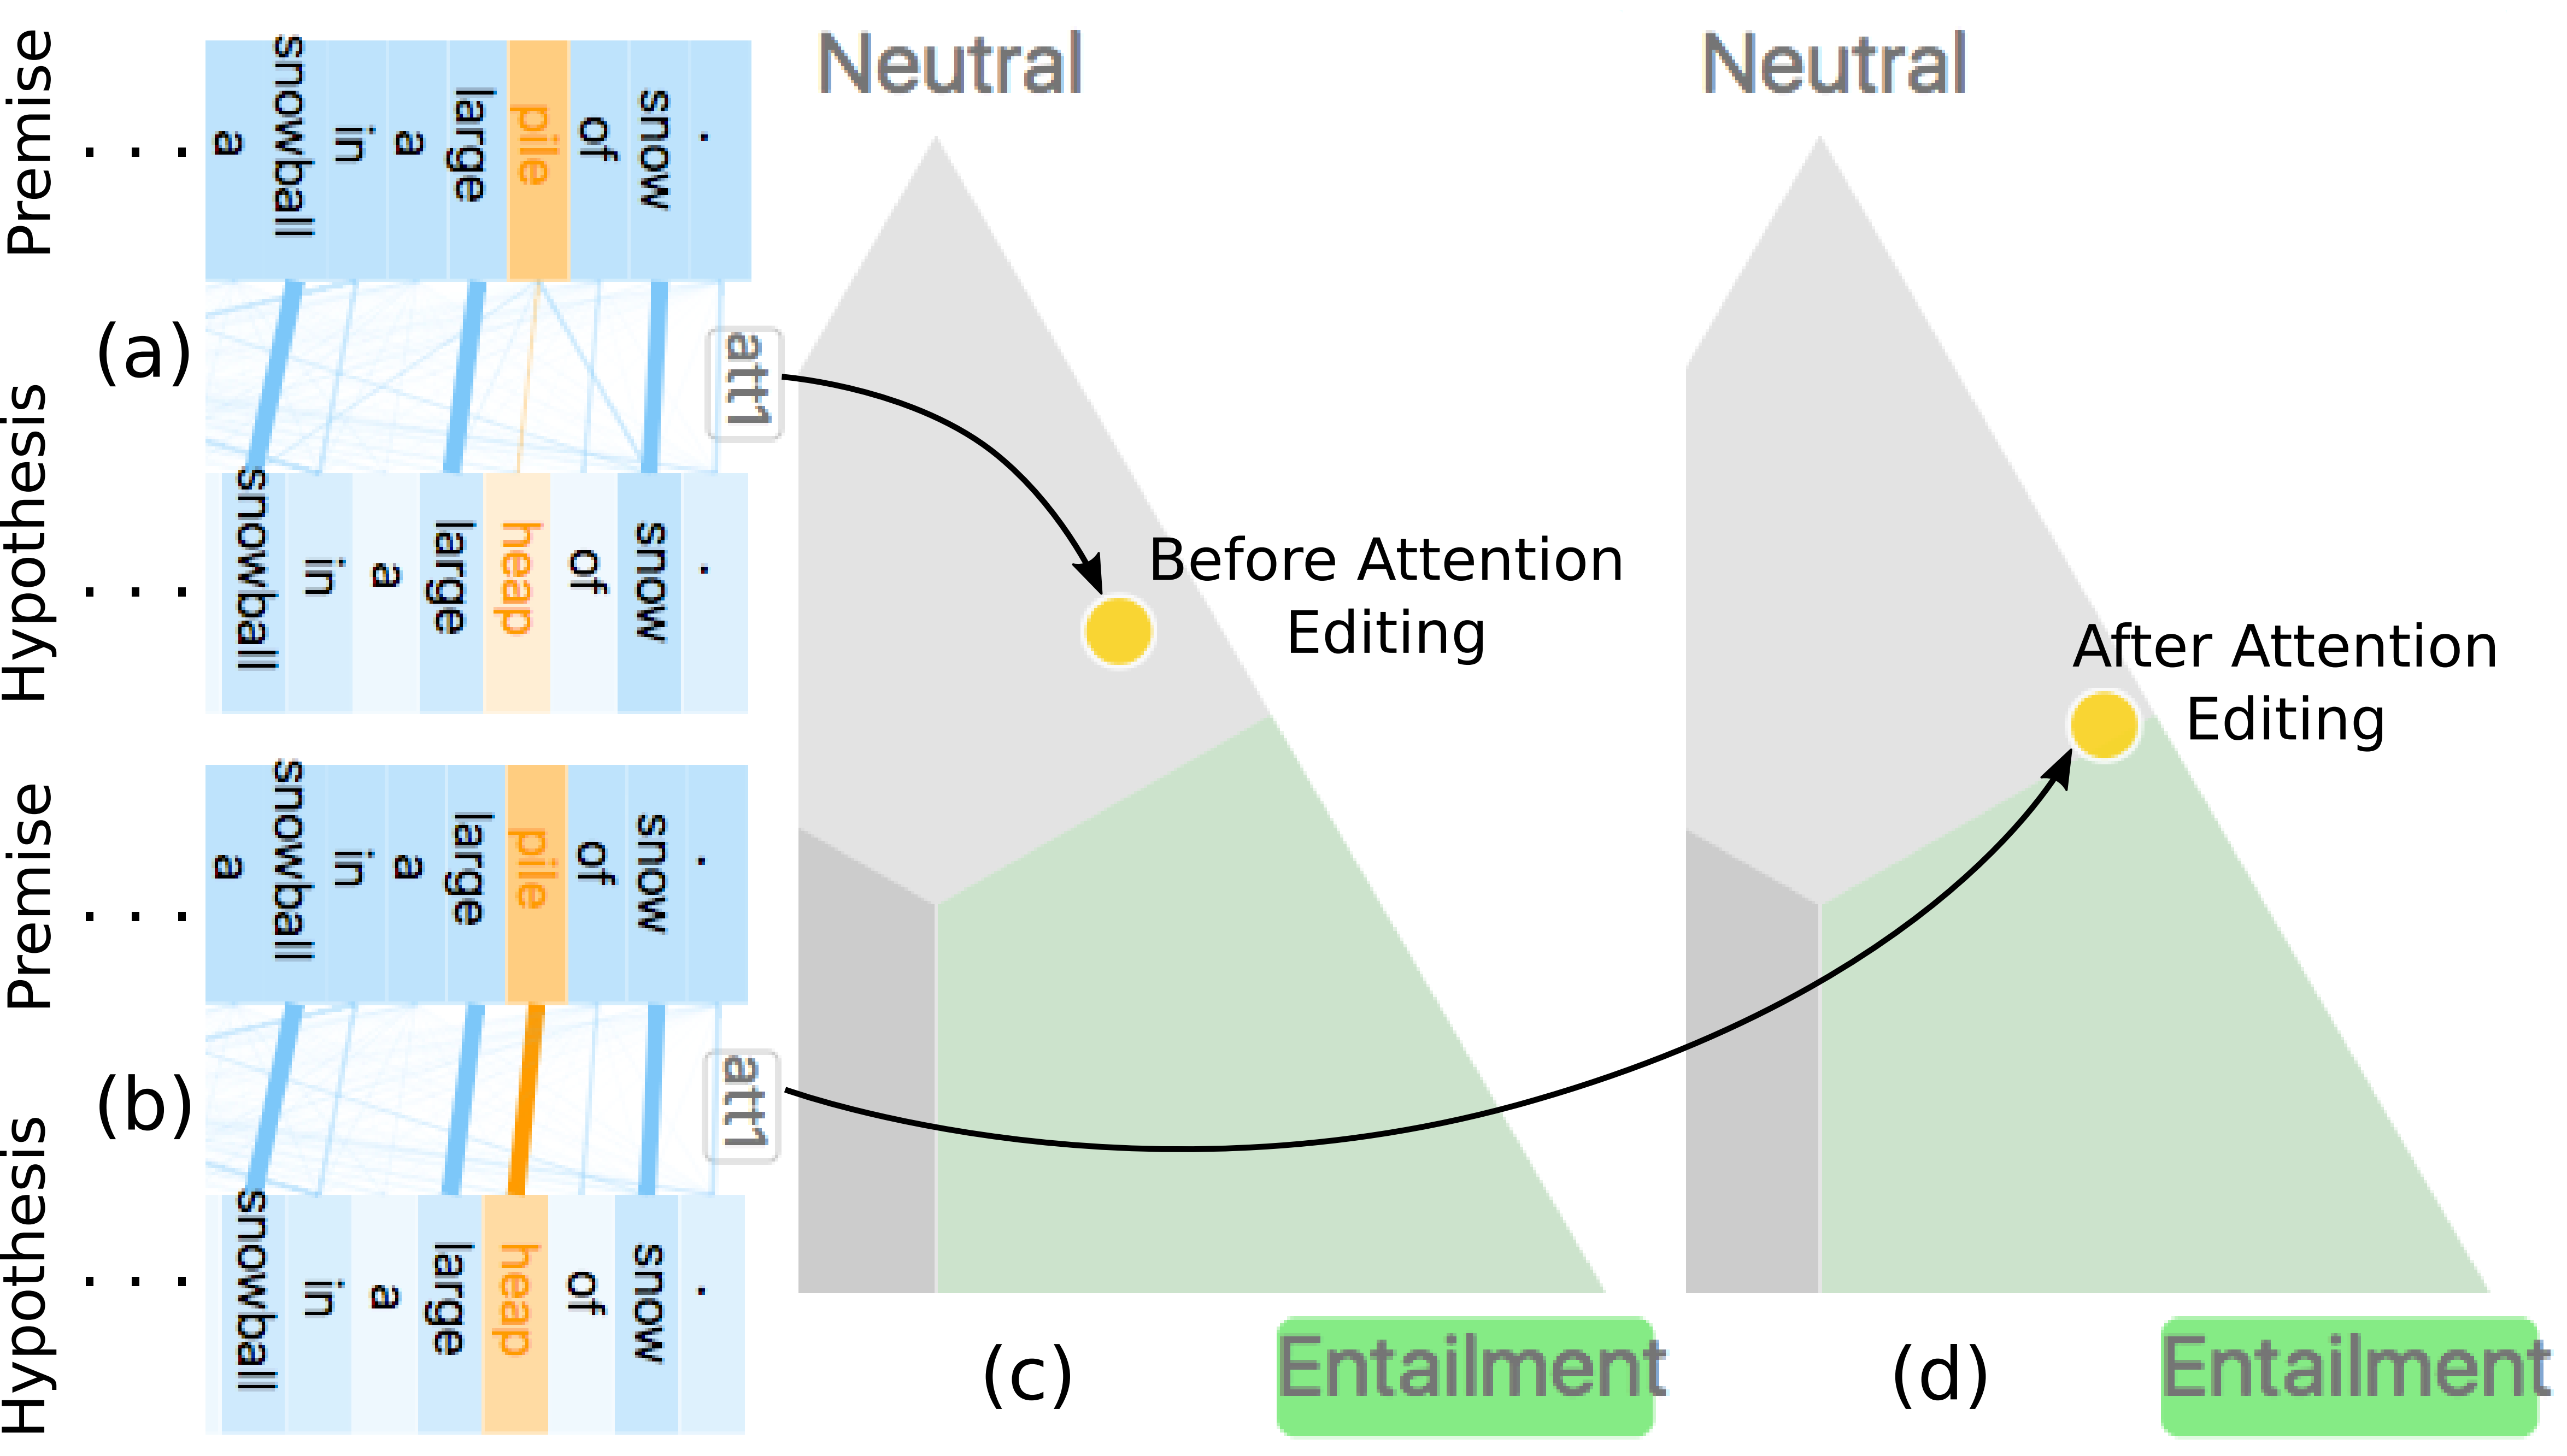 Premise
. . . a snowball in a large pile of snow .
(a)
att1
Hypothesis
. . . snowball in a large heap of snow .
Premise
. . . a snowball in a large pile of snow .
(b)
att1
Hypothesis
. . . snowball in a large heap of snow .
Neutral
Before Attention
Editing
(c)
Entailment
Neutral
After Attention
Editing
(d)
Entailment